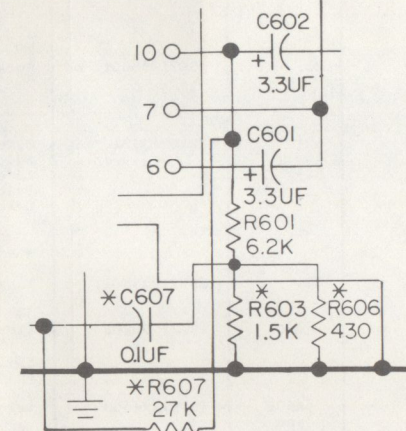 C602
10
+
3.3UF
7
C601
6
+
3.3UF
R601
6.2K
*C607
* R603
* R606
1.5K
430
0.1UF
*R607
27K